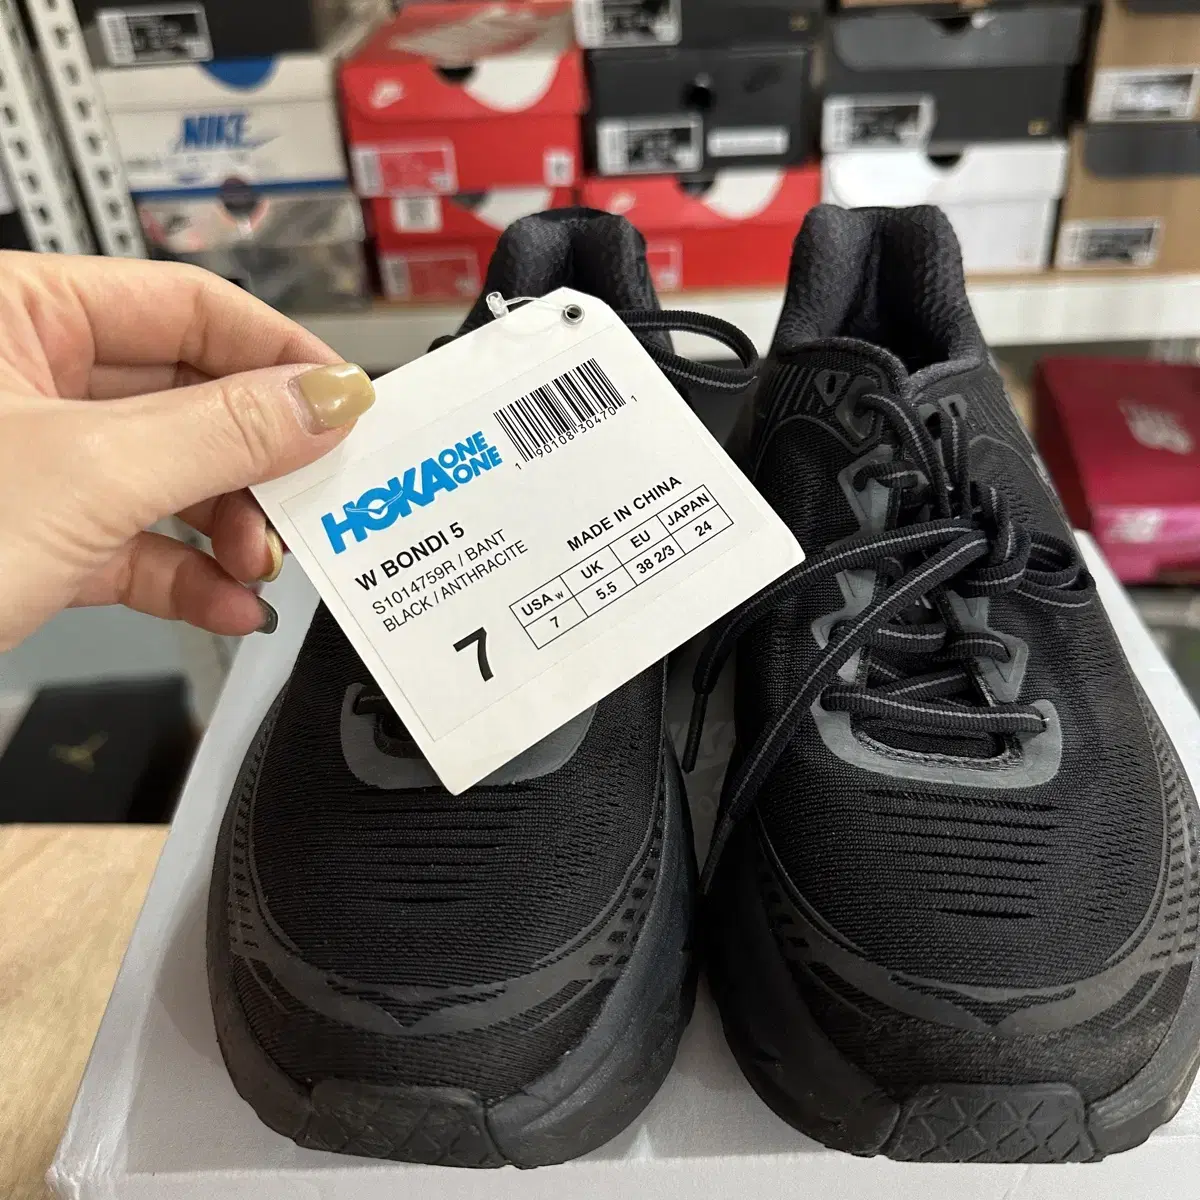 NIKE
HOKA ONE ONE
1 90108 30470 1
W BONDI 5
S1014759R / BANT
BLACK / ANTHRACITE
MADE IN CHINA
USA W UK EU JAPAN
7 5.5 38 2/3 24
7